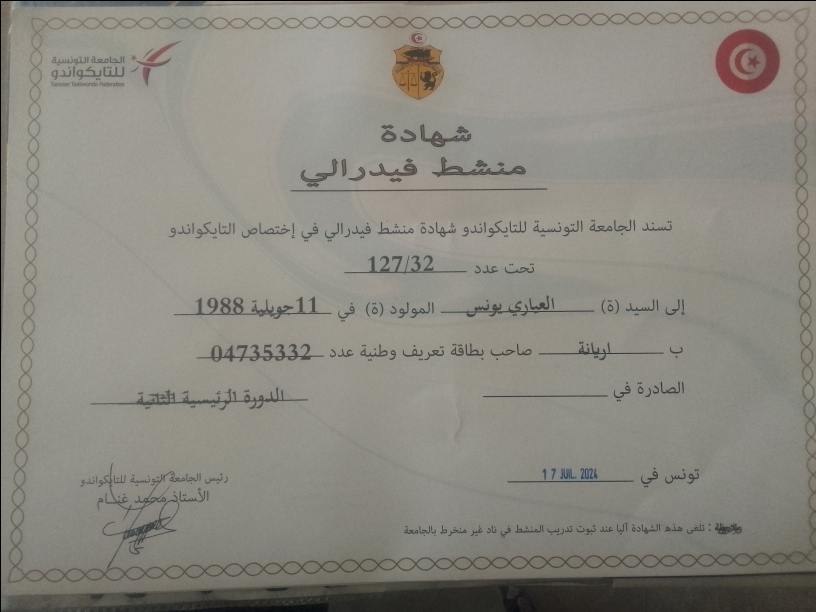 الجامعة التونسية
للتايكواندو
Tunisian Taekwondo Federation
شهادة
منشط فيدرالي
تسند الجامعة التونسية للتايكواندو شهادة منشط فيدرالي في إختصاص التايكواندو
تحت عدد 127/32
إلى السيد (ة) العياري يونس المولود (ة) في 11 جويلية 1988
ب اريانة صاحب بطاقة تعريف وطنية عدد 04735332
الصادرة في
الدورة الرئيسية الثانية
تونس في 17 JUIL. 2024
رئيس الجامعة التونسية للتايكواندو
الأستاذ محمد غنام
: تلغى هذه الشهادة آليا عند ثبوت تدريب المنشط في ناد غير منخرط بالجامعة